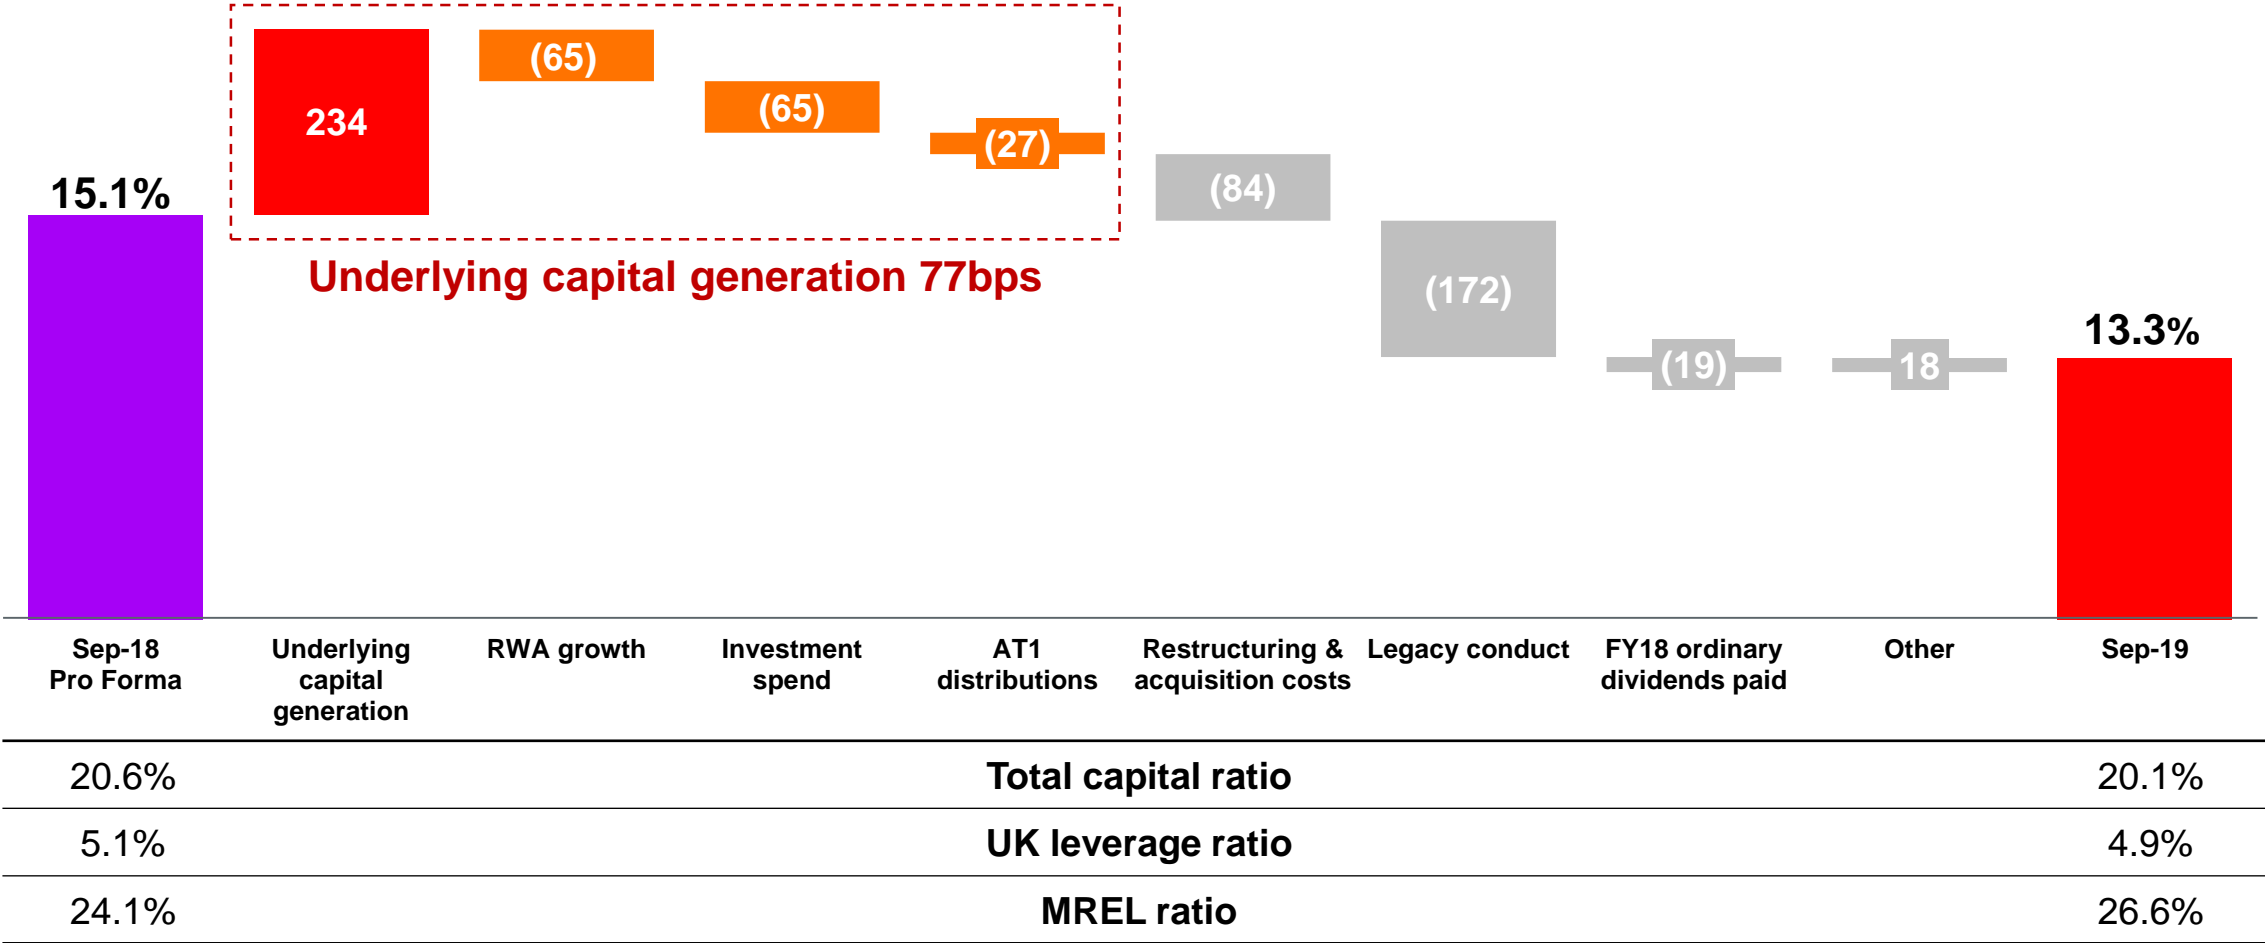 15.1%
234
(65)
(65)
(27)
(84)
(172)
(19)
18
13.3%
Underlying capital generation 77bps
Sep-18
Pro Forma
Underlying
capital
generation
RWA growth
Investment
spend
AT1
distributions
Restructuring &
acquisition costs
Legacy conduct
FY18 ordinary
dividends paid
Other
Sep-19
20.6% Total capital ratio 20.1%
5.1% UK leverage ratio 4.9%
24.1% MREL ratio 26.6%